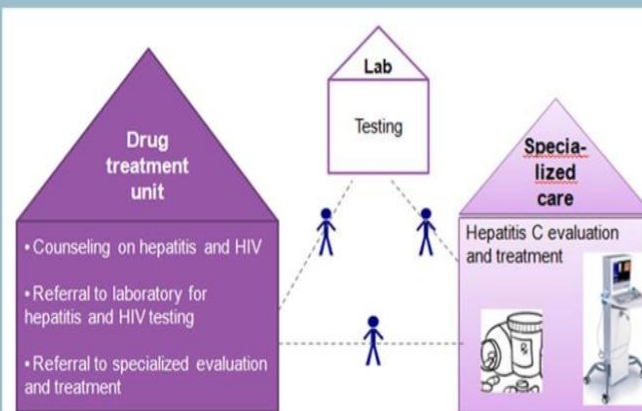 Lab
Testing
Drug
treatment
unit
• Counseling on hepatitis and HIV
• Referral to laboratory for
hepatitis and HIV testing
• Referral to specialized evaluation
and treatment
Specia-
lized
care
Hepatitis C evaluation
and treatment